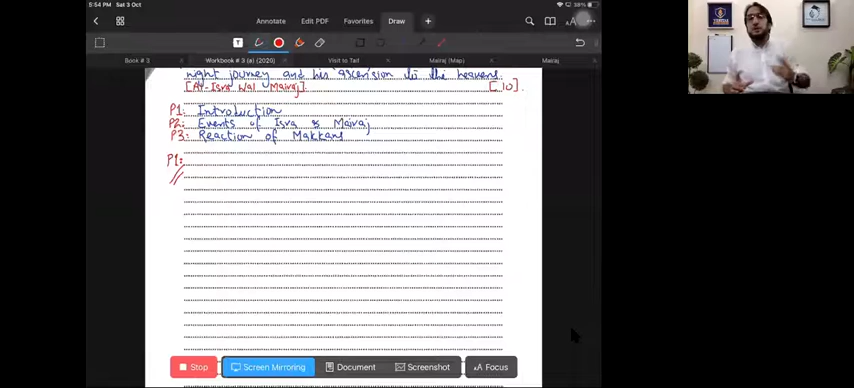 5:54 PM Sat 3 Oct
38%
Annotate Edit PDF Favorites Draw
Book # 3 Workbook # 3 (a) (2020) Visit to Taif Mairaj (Map) Mairaj
night journey and his ascension to the heavens.
[Al-Isra Wal Mairaj]. [10].
P1: Introduction
P2: Events of Isra & Mairaj
P3: Reaction of Makkans
P1:
Stop Screen Mirroring Document Screenshot Focus